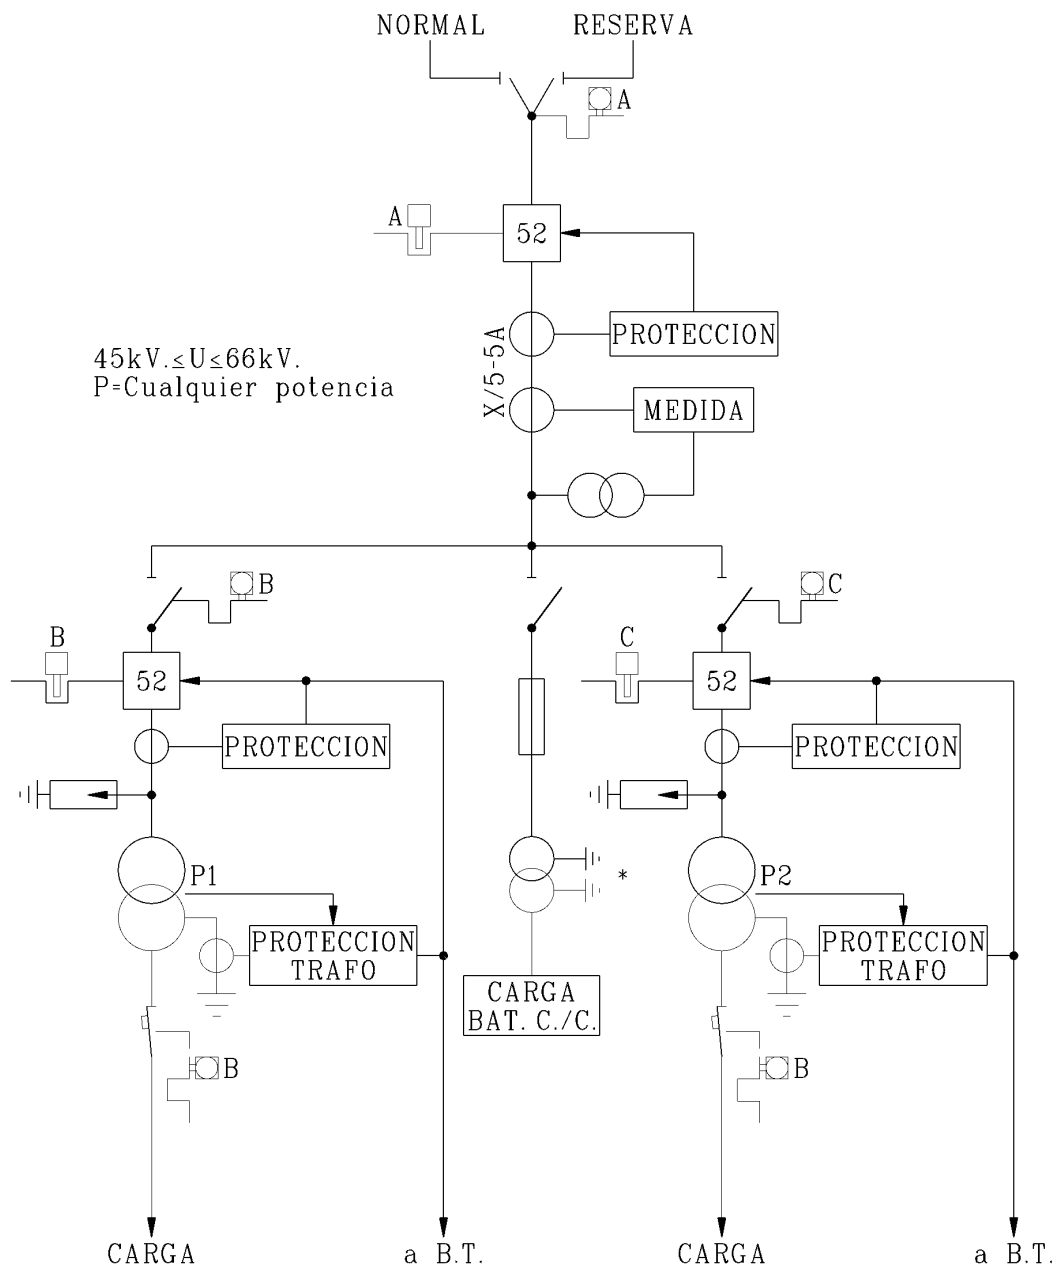 NORMAL
RESERVA
A
A
52
X/5-5A
PROTECCION
45kV.≤U≤66kV.
P=Cualquier potencia
MEDIDA
B
C
B
52
C
52
PROTECCION
PROTECCION
P1
*
P2
PROTECCION
TRAFO
CARGA
BAT. C./C.
PROTECCION
TRAFO
B
B
CARGA
a B.T.
CARGA
a B.T.